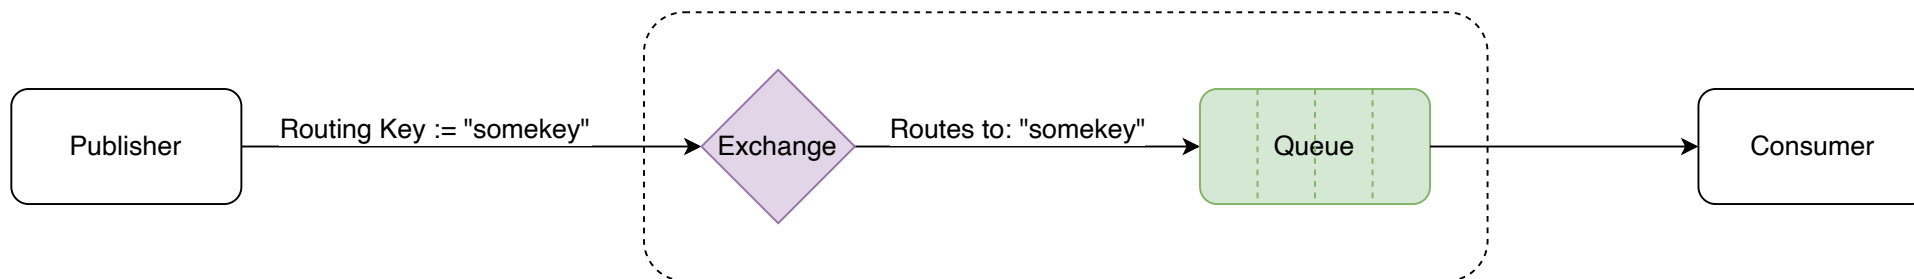 Publisher
Routing Key := "somekey"
Exchange
Routes to: "somekey"
Queue
Consumer